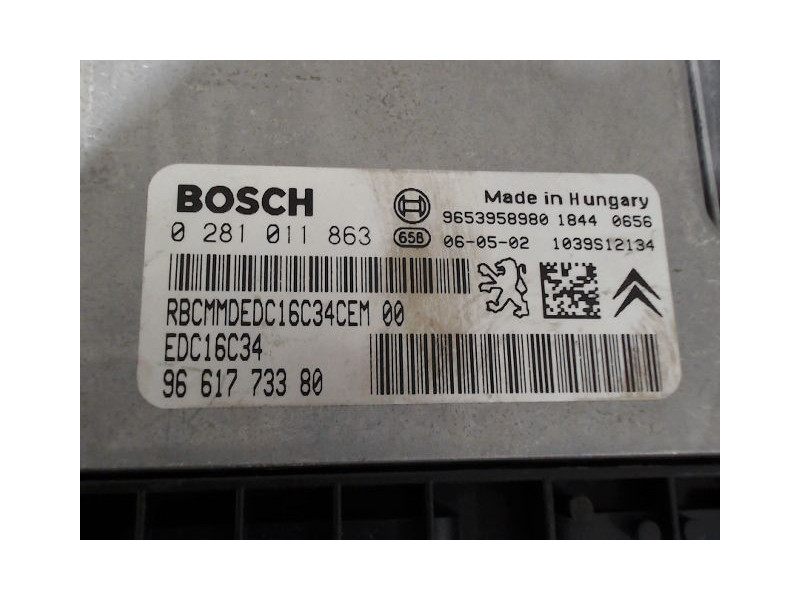 BOSCH
Made in Hungary
9653958980 1844 0656
0 281 011 863
658 06-05-02 1039S12134
RBCMMDEDC16C34CEM 00
EDC16C34
96 617 733 80